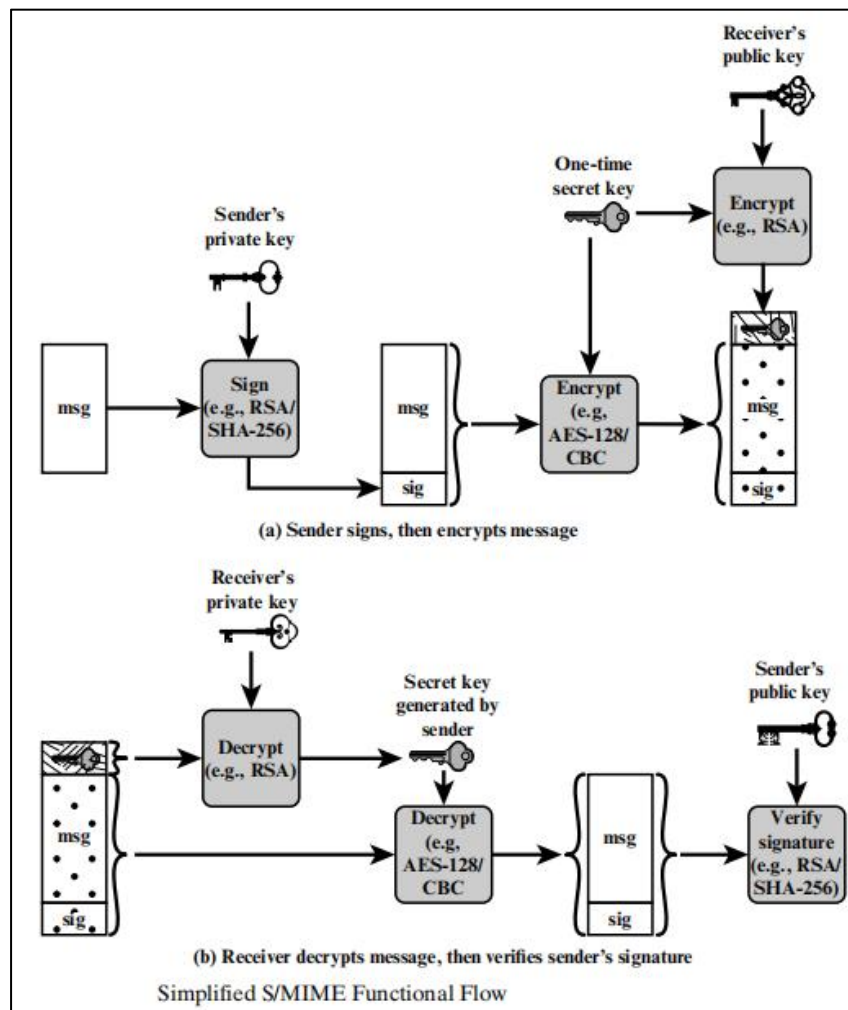 Receiver's
public key
One-time
secret key
Encrypt
(e.g., RSA)
Sender's
private key
msg
Sign
(e.g., RSA/
SHA-256)
msg
sig
Encrypt
(e.g,
AES-128/
CBC
msg
sig
(a) Sender signs, then encrypts message
Receiver's
private key
Decrypt
(e.g., RSA)
Secret key
generated by
sender
Sender's
public key
msg
sig
Decrypt
(e.g,
AES-128/
CBC
msg
sig
Verify
signature
(e.g., RSA/
SHA-256)
(b) Receiver decrypts message, then verifies sender's signature
Simplified S/MIME Functional Flow